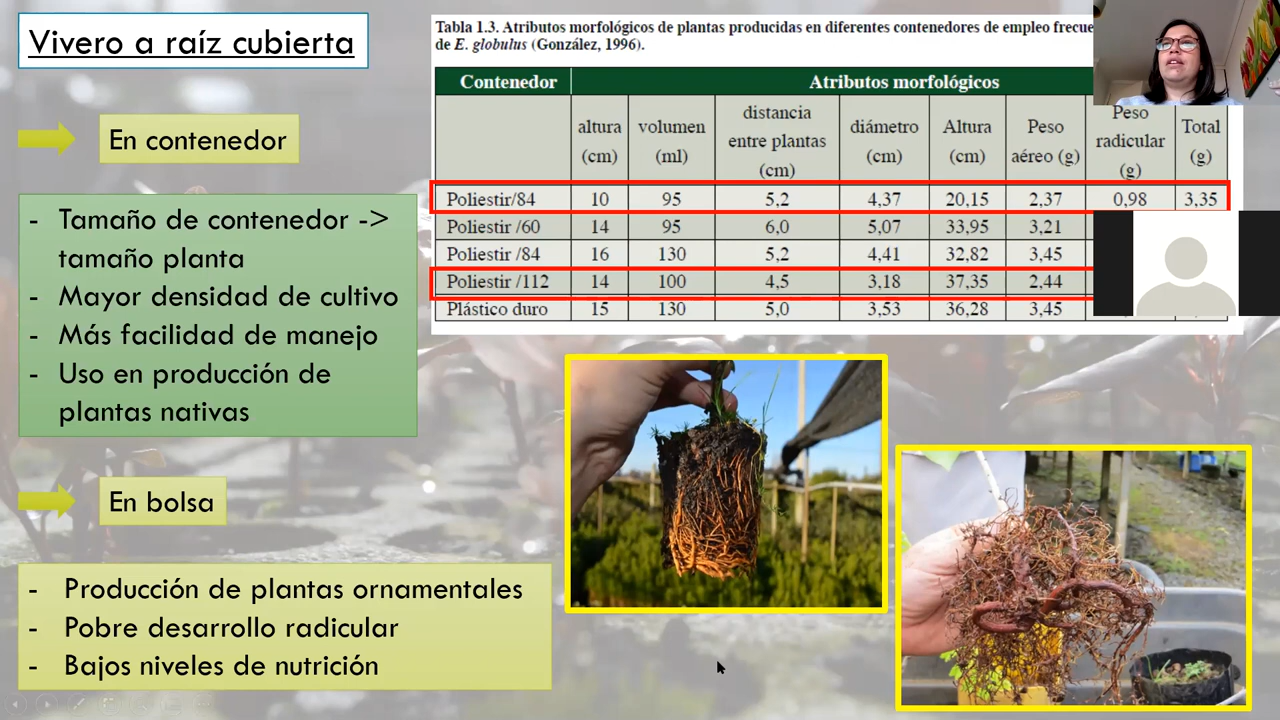 Vivero a raíz cubierta
En contenedor
- Tamaño de contenedor ->
tamaño planta
- Mayor densidad de cultivo
- Más facilidad de manejo
- Uso en producción de
plantas nativas
En bolsa
- Producción de plantas ornamentales
- Pobre desarrollo radicular
- Bajos niveles de nutrición
Tabla 1.3. Atributos morfológicos de plantas producidas en diferentes contenedores de empleo
de E. globulus (González, 1996).
Contenedor Atributos morfológicos
altura (cm) volumen (ml) distancia entre plantas (cm) diámetro (cm) Altura (cm) Peso aéreo (g) Peso radicular (g) Total (g)
Poliestir/84 10 95 5,2 4,37 20,15 2,37 0,98 3,35
Poliestir /60 14 95 6,0 5,07 33,95 3,21
Poliestir /84 16 130 5,2 4,41 32,82 3,45
Poliestir /112 14 100 4,5 3,18 37,35 2,44
Plástico duro 15 130 5,0 3,53 36,28 3,45